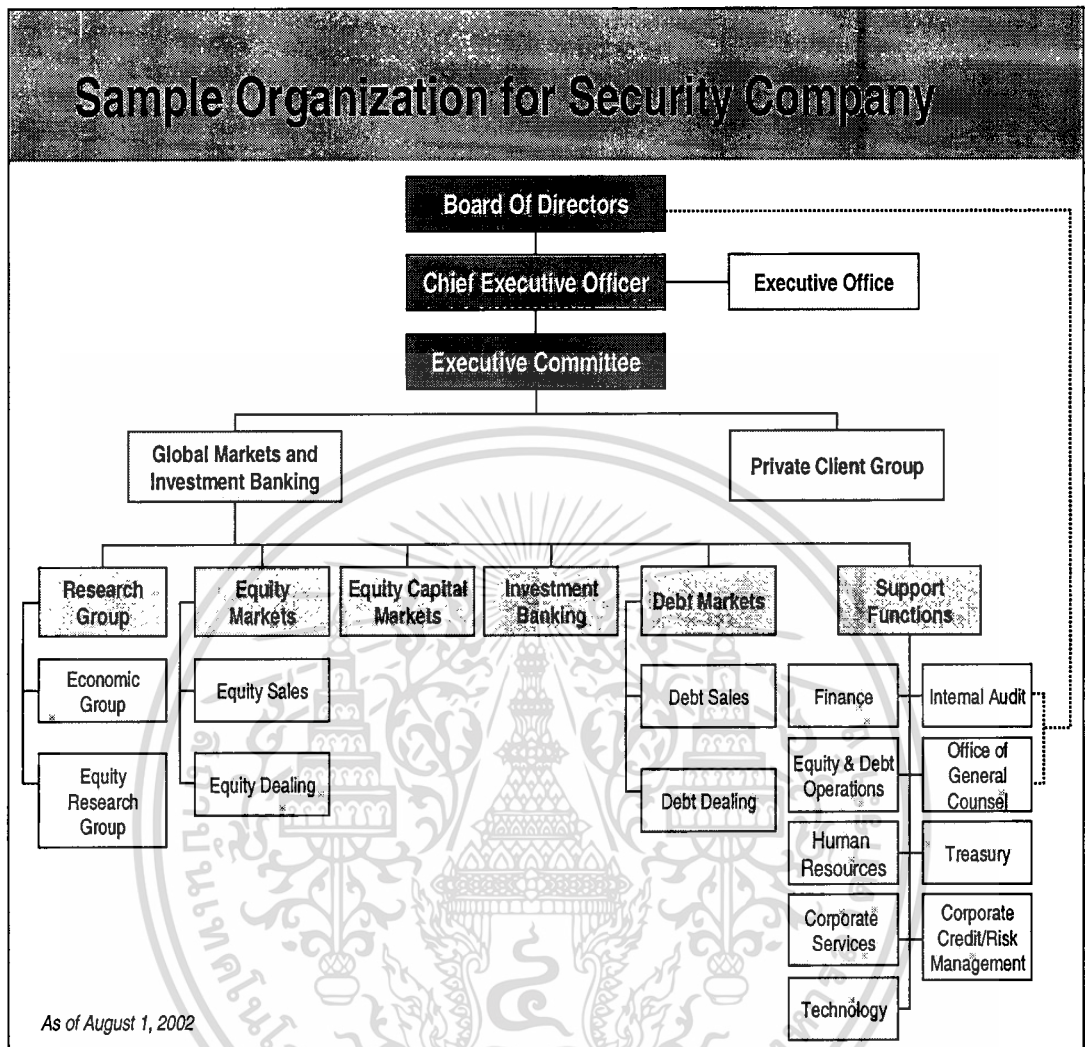 Sample Organization for Security Company
Board Of Directors
Chief Executive Officer
Executive Office
Executive Committee
Global Markets and
Investment Banking
Private Client Group
Research
Group
Equity
Markets
Equity Capital
Markets
Investment
Banking
Debt Markets
Support
Functions
Economic
Group
Equity
Research
Group
Equity Sales
Equity Dealing
Debt Sales
Debt Dealing
Finance
Internal Audit
Equity & Debt
Operations
Office of
General
Counsel
Human
Resources
Treasury
Corporate
Services
Corporate
Credit/Risk
Management
Technology
As of August 1, 2002